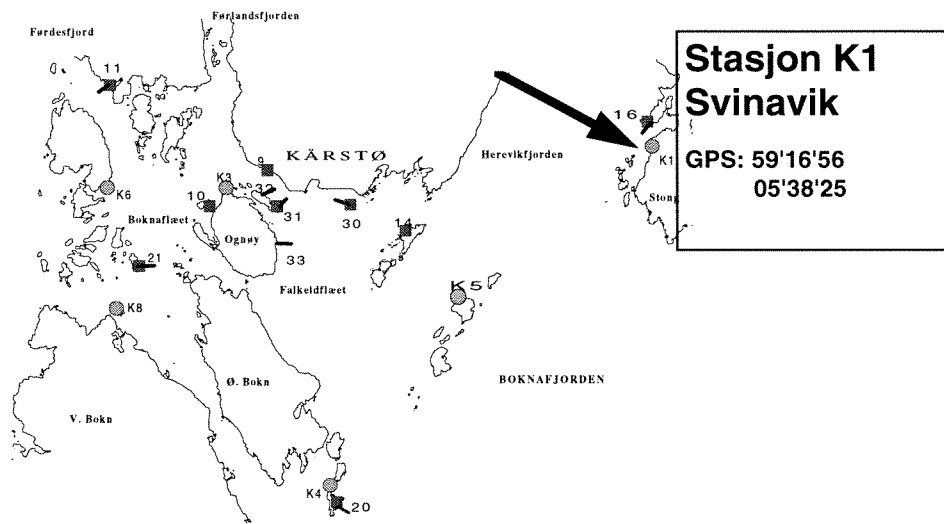 Førlandsfjorden
Førdesfjord
11
Stasjon K1
Svinavik
16
GPS: 59'16'56
05'38'25
K1
KÅRSTØ
Herevikfjorden
9
K3
K6
32
10
31
30
Boknaflæet
Ognøy
14
33
21
Falkeldflæet
K5
K8
Ø. Bokn
BOKNAFJORDEN
V. Bokn
K4
20